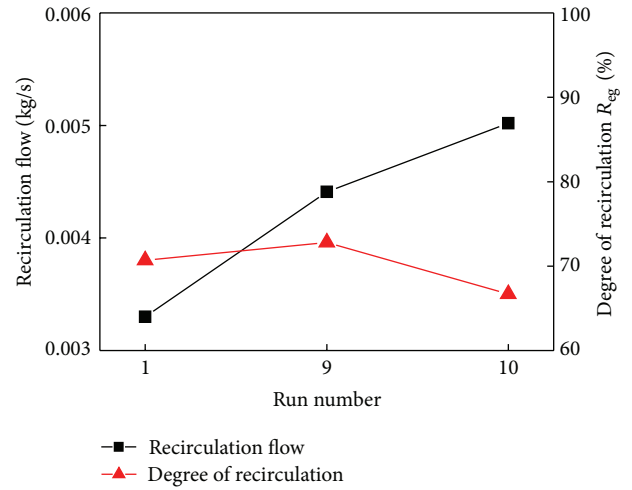 0.006
0.005
0.004
0.003
Recirculation flow (kg/s)
100
90
80
70
60
Degree of recirculation Reg (%)
1 9 10
Run number
Recirculation flow
Degree of recirculation